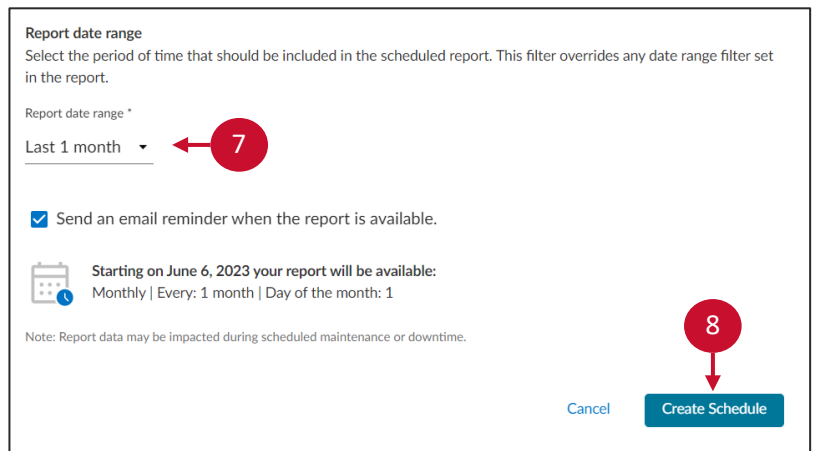 Report date range
Select the period of time that should be included in the scheduled report. This filter overrides any date range filter set
in the report.
Report date range *
Last 1 month
7
Send an email reminder when the report is available.
Starting on June 6, 2023 your report will be available:
Monthly | Every: 1 month | Day of the month: 1
Note: Report data may be impacted during scheduled maintenance or downtime.
8
Cancel
Create Schedule